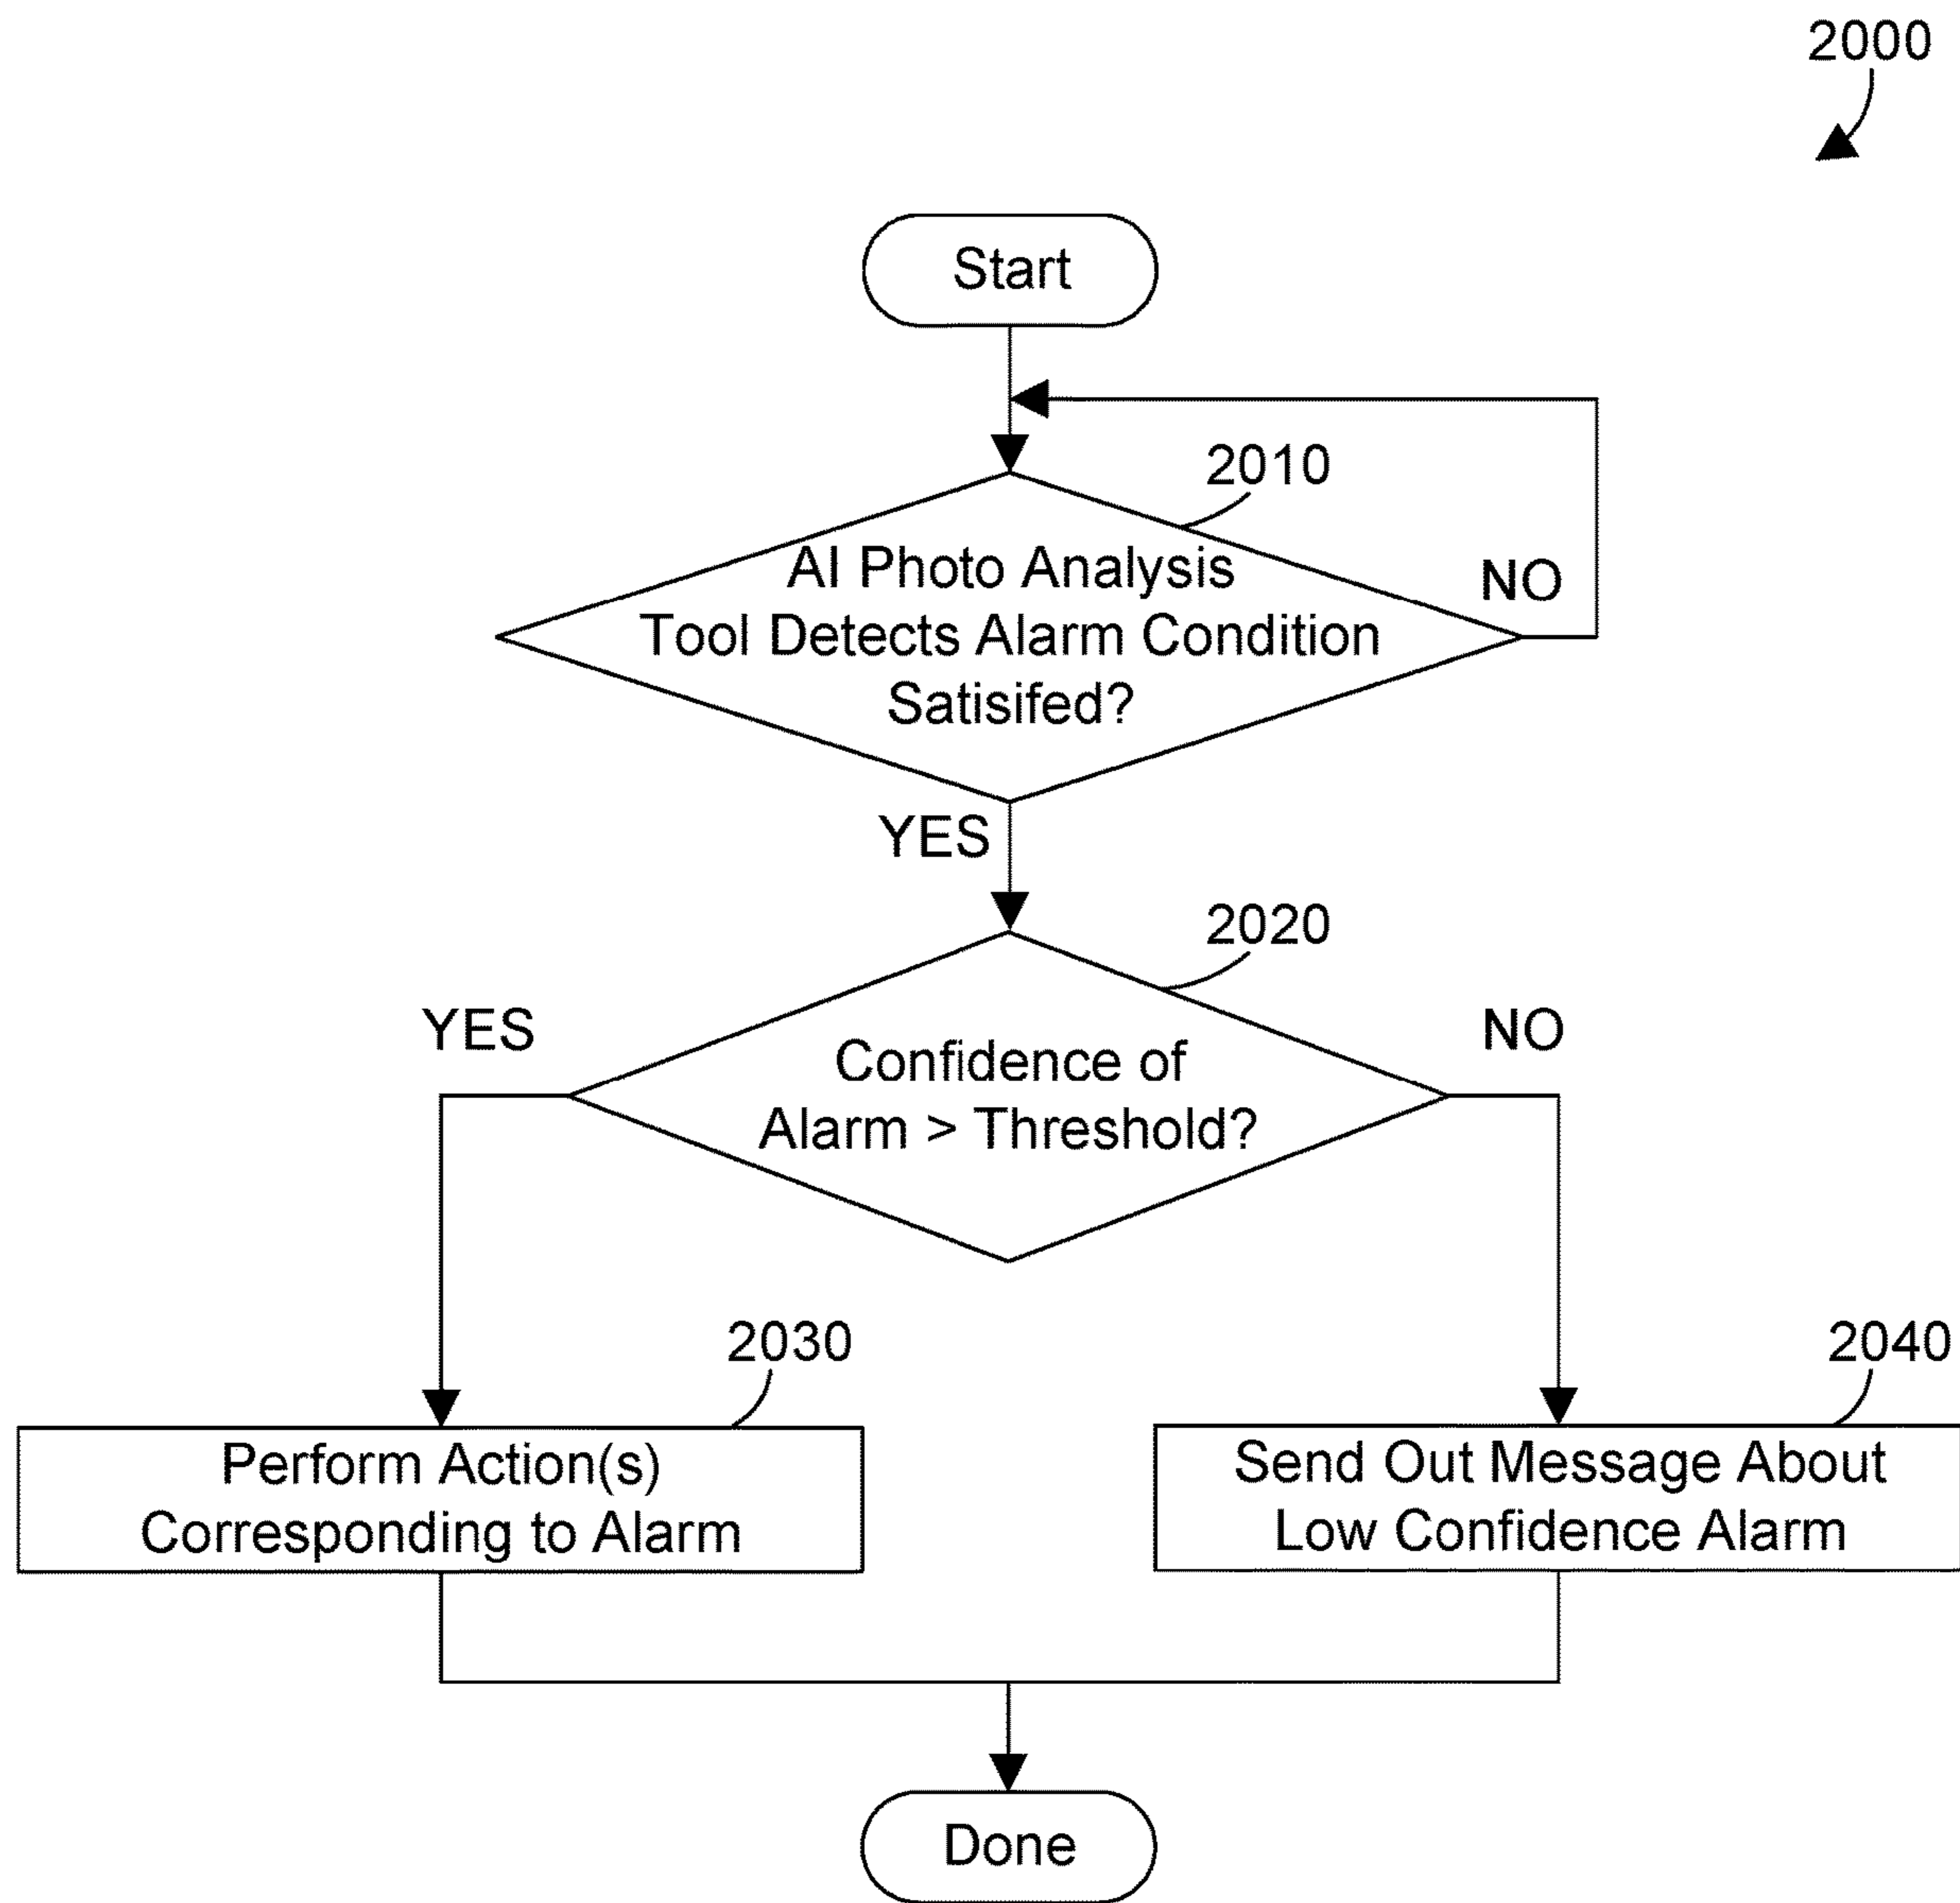 2000
Start
2010
AI Photo Analysis
Tool Detects Alarm Condition
Satisifed?
NO
YES
2020
YES
Confidence of
Alarm > Threshold?
NO
2030
Perform Action(s)
Corresponding to Alarm
2040
Send Out Message About
Low Confidence Alarm
Done